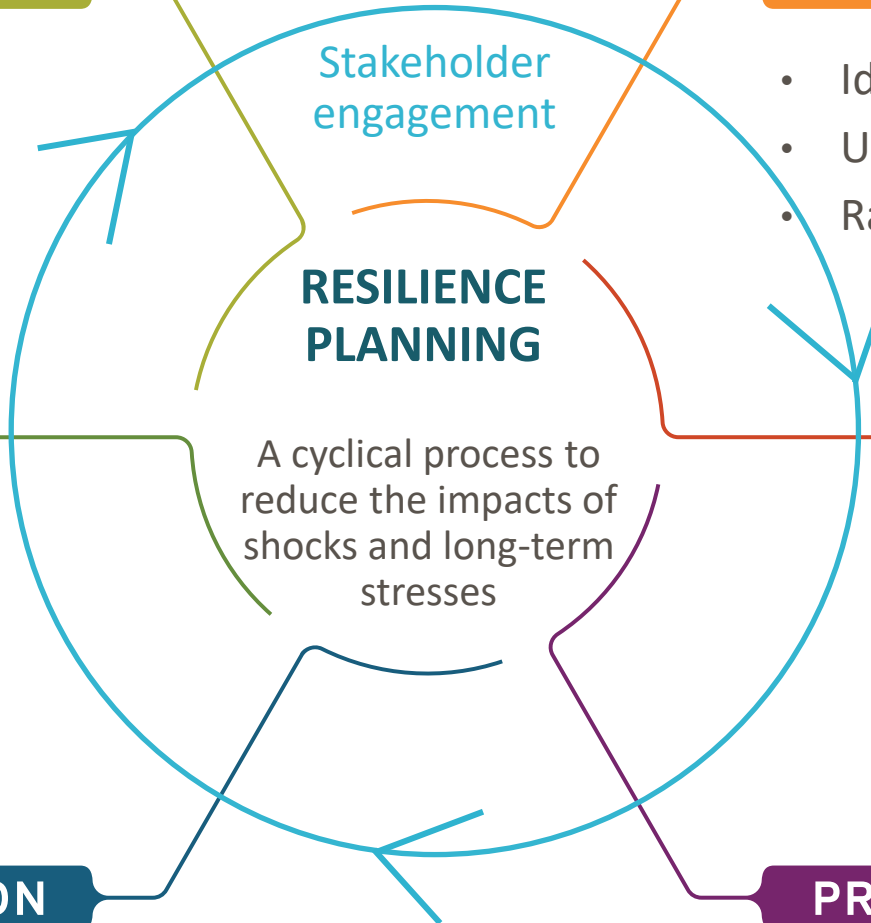 Stakeholder
engagement
RESILIENCE
PLANNING
A cyclical process to
reduce the impacts of
shocks and long-term
stresses